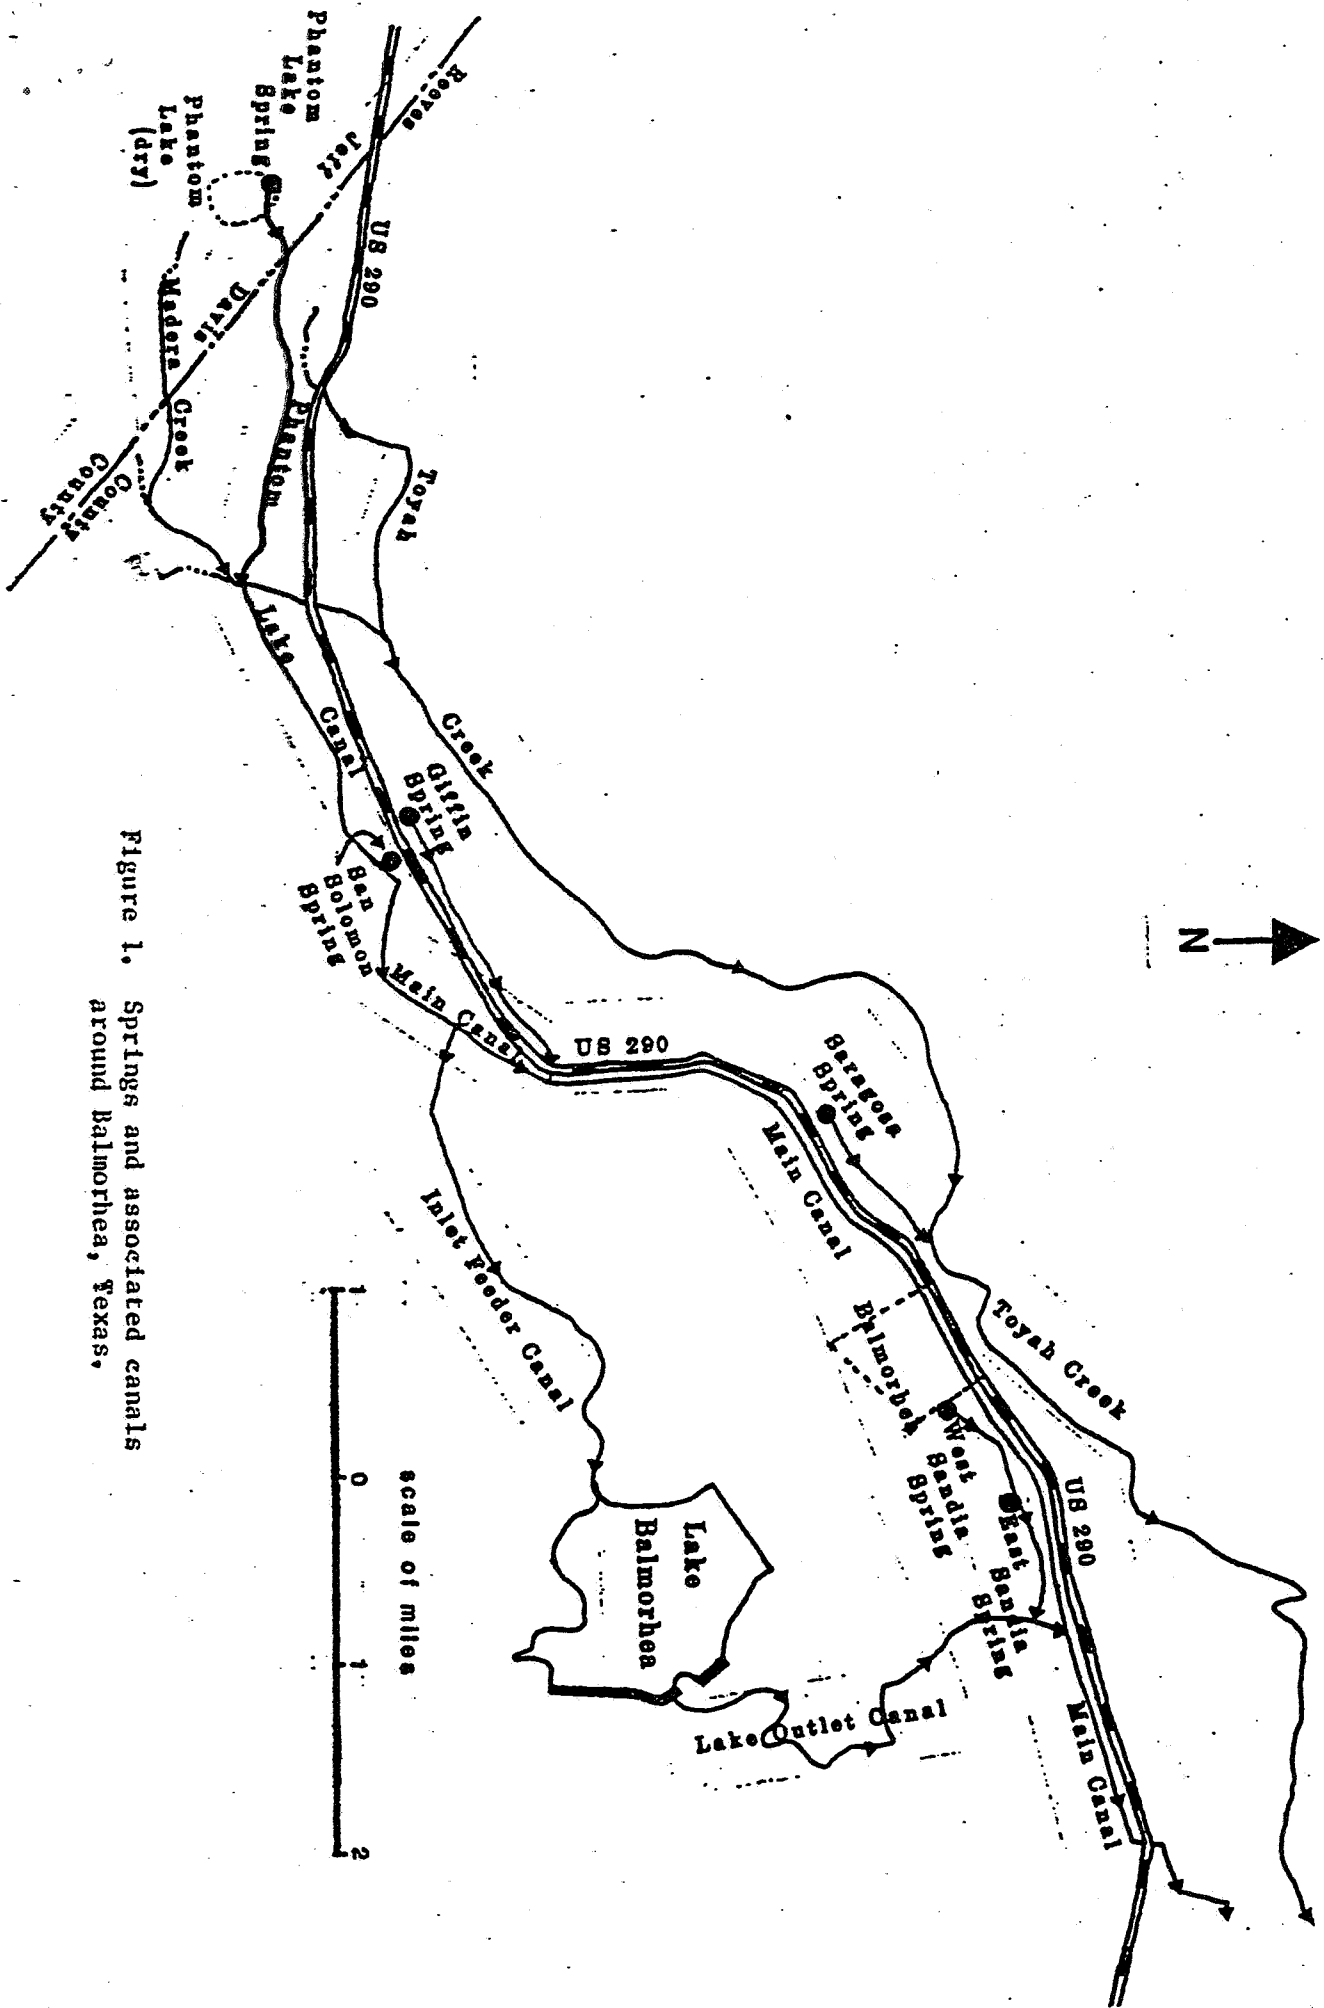 N
Reeves
Jeff
Davis
County
County
US 290
Phantom
Lake
Spring
Phantom
Lake
(dry)
Madera
Creek
Phantom
Lake
Canal
Toyah
Creek
Giffin
Spring
San
Solomon
Spring
Main Canal
US 290
Saragosa
Spring
Main Canal
Inlet Feeder Canal
Balmorhea
Toyah Creek
West
Sandia
Spring
East
Sandia
Spring
US 290
Lake
Balmorhea
Lake Outlet Canal
Main Canal
scale of miles
1 0 1 2
Figure 1. Springs and associated canals
around Balmorhea, Texas.